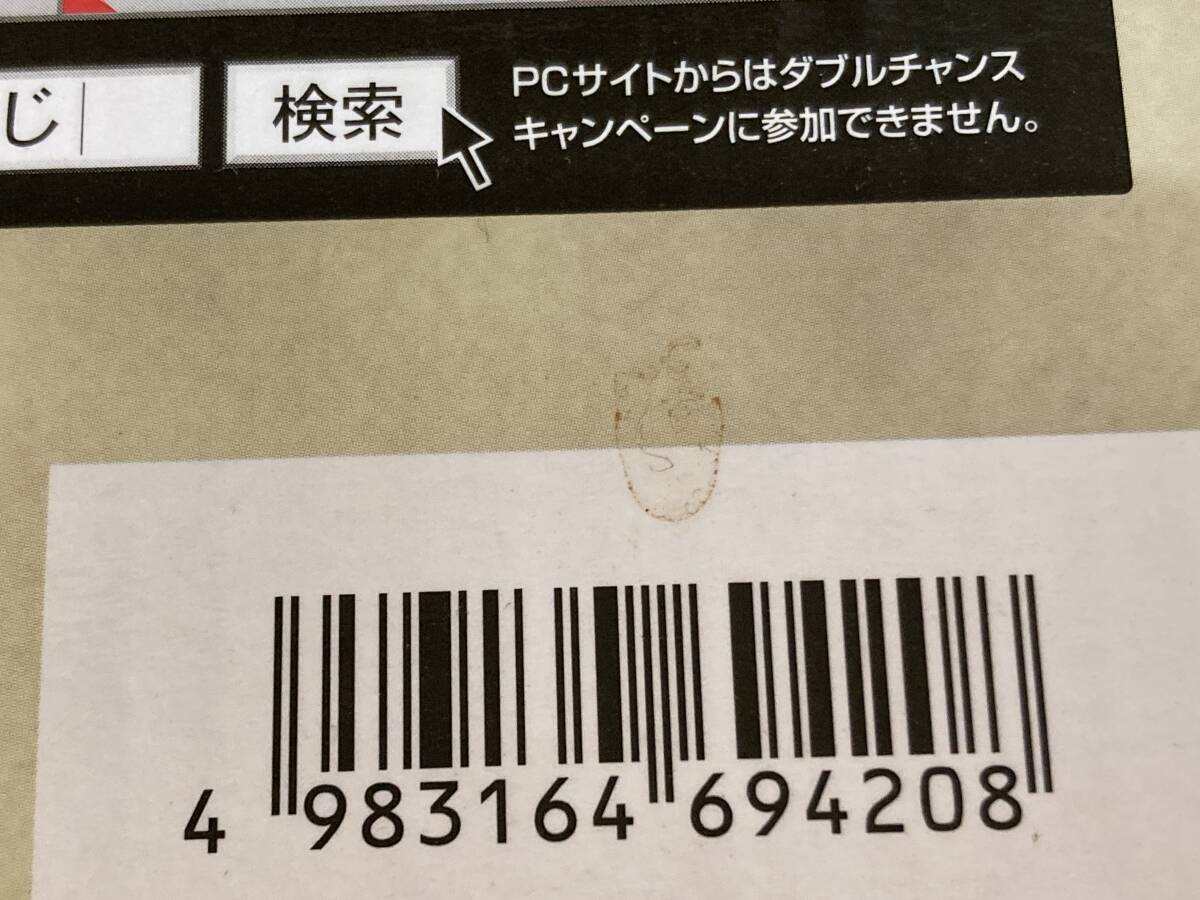 じ
検索
PCサイトからはダブルチャンス
キャンペーンに参加できません。
4 983164 694208